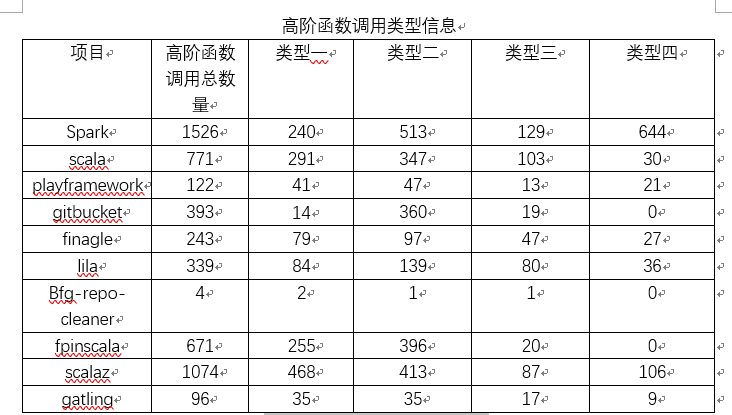 高阶函数调用类型信息
项目 高阶函数调用总数量 类型一 类型二 类型三 类型四
Spark 1526 240 513 129 644
scala 771 291 347 103 30
playframework 122 41 47 13 21
gitbucket 393 14 360 19 0
finagle 243 79 97 47 27
lila 339 84 139 80 36
Bfg-repo-cleaner 4 2 1 1 0
fpinscala 671 255 396 20 0
scalaz 1074 468 413 87 106
gatling 96 35 35 17 9